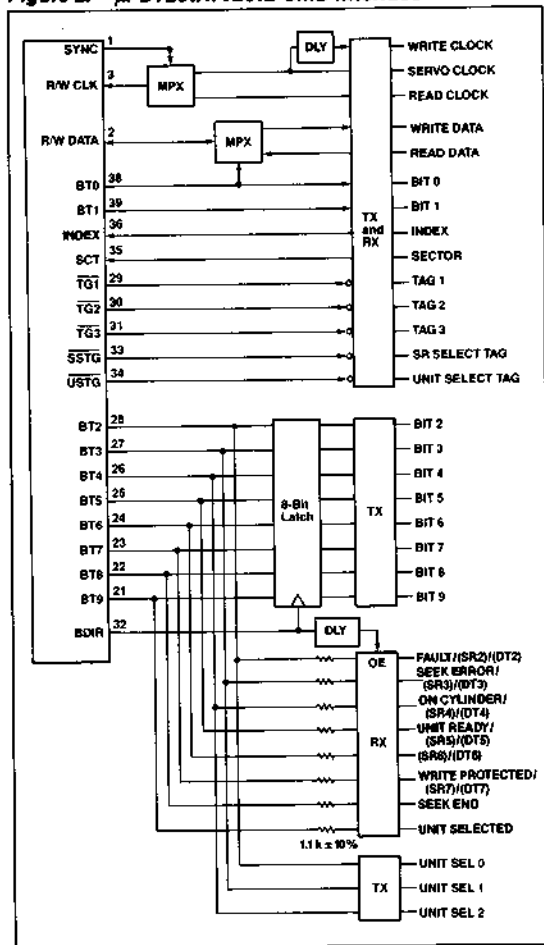 SYNC 1
R/W CLK 3
MPX
DLY
WRITE CLOCK
SERVO CLOCK
READ CLOCK
R/W DATA 2
MPX
WRITE DATA
READ DATA
BT0 38
BIT 0
BT1 39
BIT 1
INDEX 36
TX and RX
INDEX
SCT 35
SECTOR
TG1 29
TAG 1
TG2 30
TAG 2
TG3 31
TAG 3
SSTG 33
SR SELECT TAG
USTG 34
UNIT SELECT TAG
BT2 28
BIT 2
BT3 27
BIT 3
BT4 26
BIT 4
BT5 25
8-Bit Latch
TX
BIT 5
BT6 24
BIT 6
BT7 23
BIT 7
BT8 22
BIT 8
BT9 21
BIT 9
BDIR 32
DLY
OE
RX
FAULT/(SR2)/(DT2)
SEEK ERROR/
(SR3)/(DT3)
ON CYLINDER/
(SR4)/(DT4)
UNIT READY/
(SR5)/(DT5)
(SR6)/(DT6)
WRITE PROTECTED/
(SR7)/(DT7)
SEEK END
UNIT SELECTED
1.1 k ± 10%
UNIT SEL 0
TX
UNIT SEL 1
UNIT SEL 2